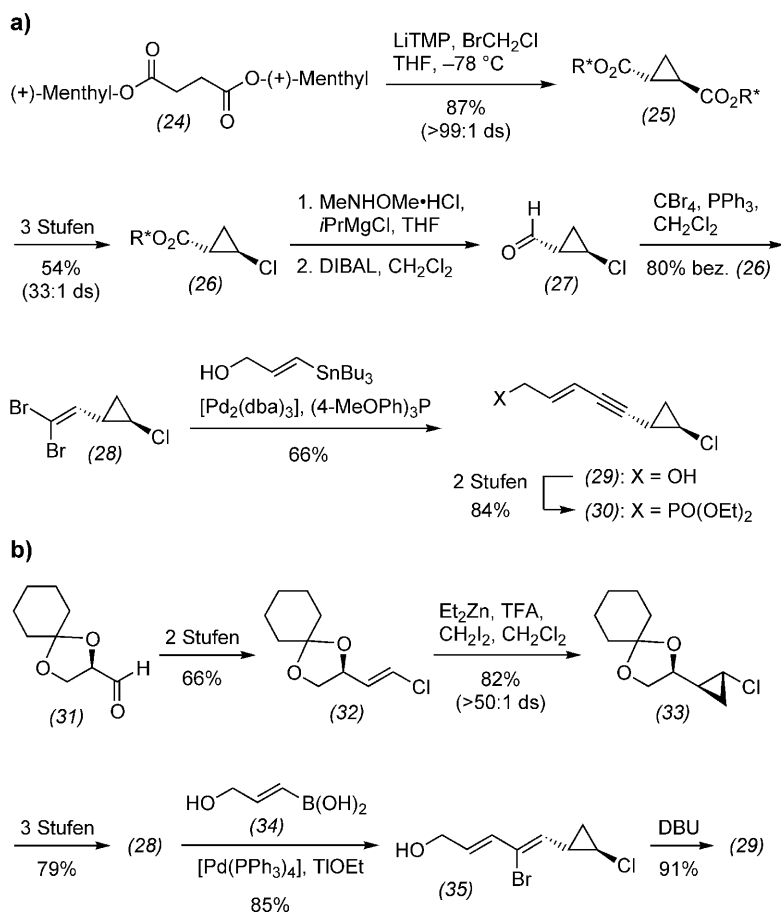 a)
(+)-Menthyl-O
O
O
O-(+)-Menthyl
(24)
LiTMP, BrCH2Cl
THF, –78 °C
87%
(>99:1 ds)
R*O2C
CO2R*
(25)
3 Stufen
54%
(33:1 ds)
R*O2C
Cl
(26)
1. MeNHOMe•HCl,
iPrMgCl, THF
2. DIBAL, CH2Cl2
H
O
Cl
(27)
CBr4, PPh3,
CH2Cl2
80% bez. (26)
Br
Br
Cl
(28)
HO
SnBu3
[Pd2(dba)3], (4-MeOPh)3P
66%
X
Cl
2 Stufen
84%
(29): X = OH
(30): X = PO(OEt)2
b)
O
O
H
O
(31)
2 Stufen
66%
O
O
Cl
(32)
Et2Zn, TFA,
CH2I2, CH2Cl2
82%
(>50:1 ds)
O
O
Cl
(33)
3 Stufen
79%
(28)
HO
B(OH)2
(34)
[Pd(PPh3)4], TlOEt
85%
HO
Br
Cl
(35)
DBU
91%
(29)